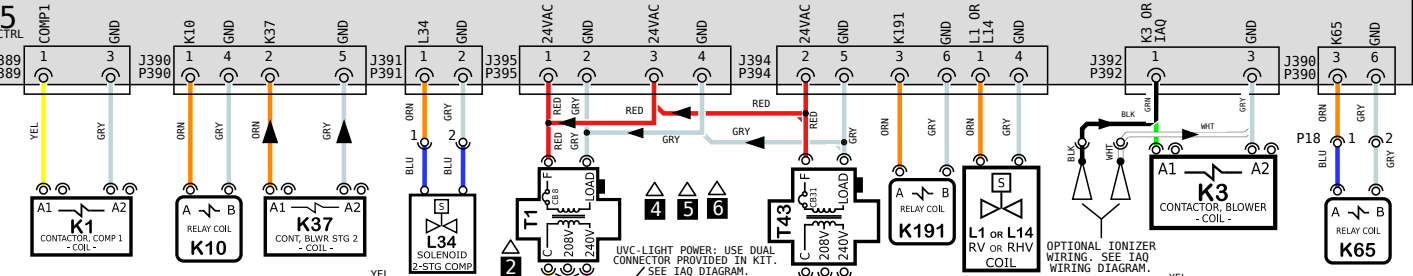 5
CTRL
COMP1
GND
K10
GND
K37
GND
L34
GND
24VAC
GND
24VAC
GND
24VAC
GND
K191
GND
L1 OR
L14
GND
K3 OR
IAQ
GND
K65
GND
1
3
1
4
2
5
1
2
1
2
3
4
2
5
3
6
1
4
1
3
3
6
J390
P390
J391
P391
J395
P395
J394
P394
J392
P392
J390
P390
YEL
GRY
ORN
GRY
ORN
GRY
ORN
GRY
1
2
BLU
BLU
RED
GRY
RED
GRY
RED
RED
GRY
GRY
RED
GRY
ORN
GRY
ORN
GRY
GRN
BLK
WHT
GRY
BLK
WHT
ORN
GRY
P18
1
2
BLU
GRY
A1
A2
K1
CONTACTOR, COMP 1
- COIL -
A
B
RELAY COIL
K10
A1
A2
K37
CONT, BLWR STG 2
- COIL -
S
L34
SOLENOID
2-STG COMP
T1
F
CB8
LOAD
C
208V
240V
2
4
5
6
UVC-LIGHT POWER: USE DUAL
CONNECTOR PROVIDED IN KIT.
SEE IAQ DIAGRAM.
T43
F
CB31
LOAD
C
208V
240V
A
B
RELAY COIL
K191
S
L1 OR L14
RV OR RHV
COIL
OPTIONAL IONIZER
WIRING. SEE IAQ
WIRING DIAGRAM.
A1
A2
K3
CONTACTOR, BLOWER
- COIL -
A
B
RELAY COIL
K65